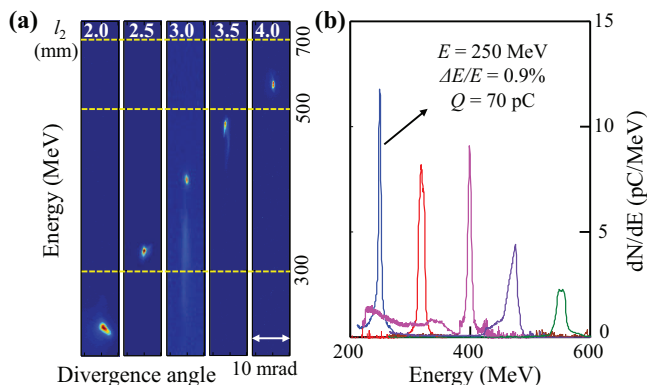 (a)
l₂ 2.0 2.5 3.0 3.5 4.0
(mm)
700
500
300
Energy (MeV)
10 mrad
Divergence angle
(b)
E = 250 MeV
ΔE/E = 0.9%
Q = 70 pC
15
10
5
0
dN/dE (pC/MeV)
200 400 600
Energy (MeV)